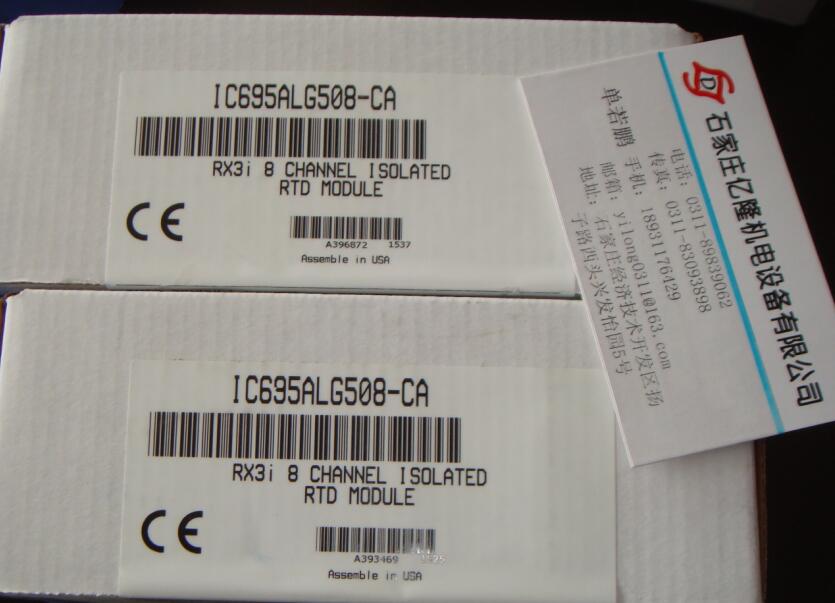 IC695ALG508-CA
RX3i 8 CHANNEL ISOLATED
RTD MODULE
CE
A396872 1537
Assemble in USA
IC695ALG508-CA
RX3i 8 CHANNEL ISOLATED
RTD MODULE
CE
A393469
Assemble in USA
石家庄亿隆机电设备有限公司
电话：0311-89839062
传真：0311-83093898
单若鹏 手机：18931176429
邮箱：yilong0311@163.com
地址：石家庄经济技术开发区扬
子路西头兴发怡园5号